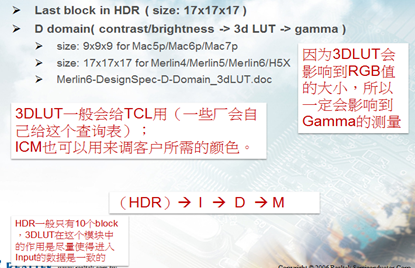 Last block in HDR ( size: 17x17x17 )
D domain( contrast/brightness -> 3d LUT -> gamma )
size: 9x9x9 for Mac5p/Mac6p/Mac7p
size: 17x17x17 for Merlin4/Merlin5/Merlin6/H5X
Merlin6-DesignSpec-D-Domain_3dLUT.doc
因为3DLUT会
影响到RGB值
的大小，所以
一定会影响到
Gamma的测量
3DLUT一般会给TCL用（一些厂会自
己给这个查询表）；
ICM也可以用来调客户所需的颜色。
（HDR）→ I → D → M
HDR一般只有10个block
，3DLUT在这个模块中
的作用是尽量使得进入
Input的数据是一致的